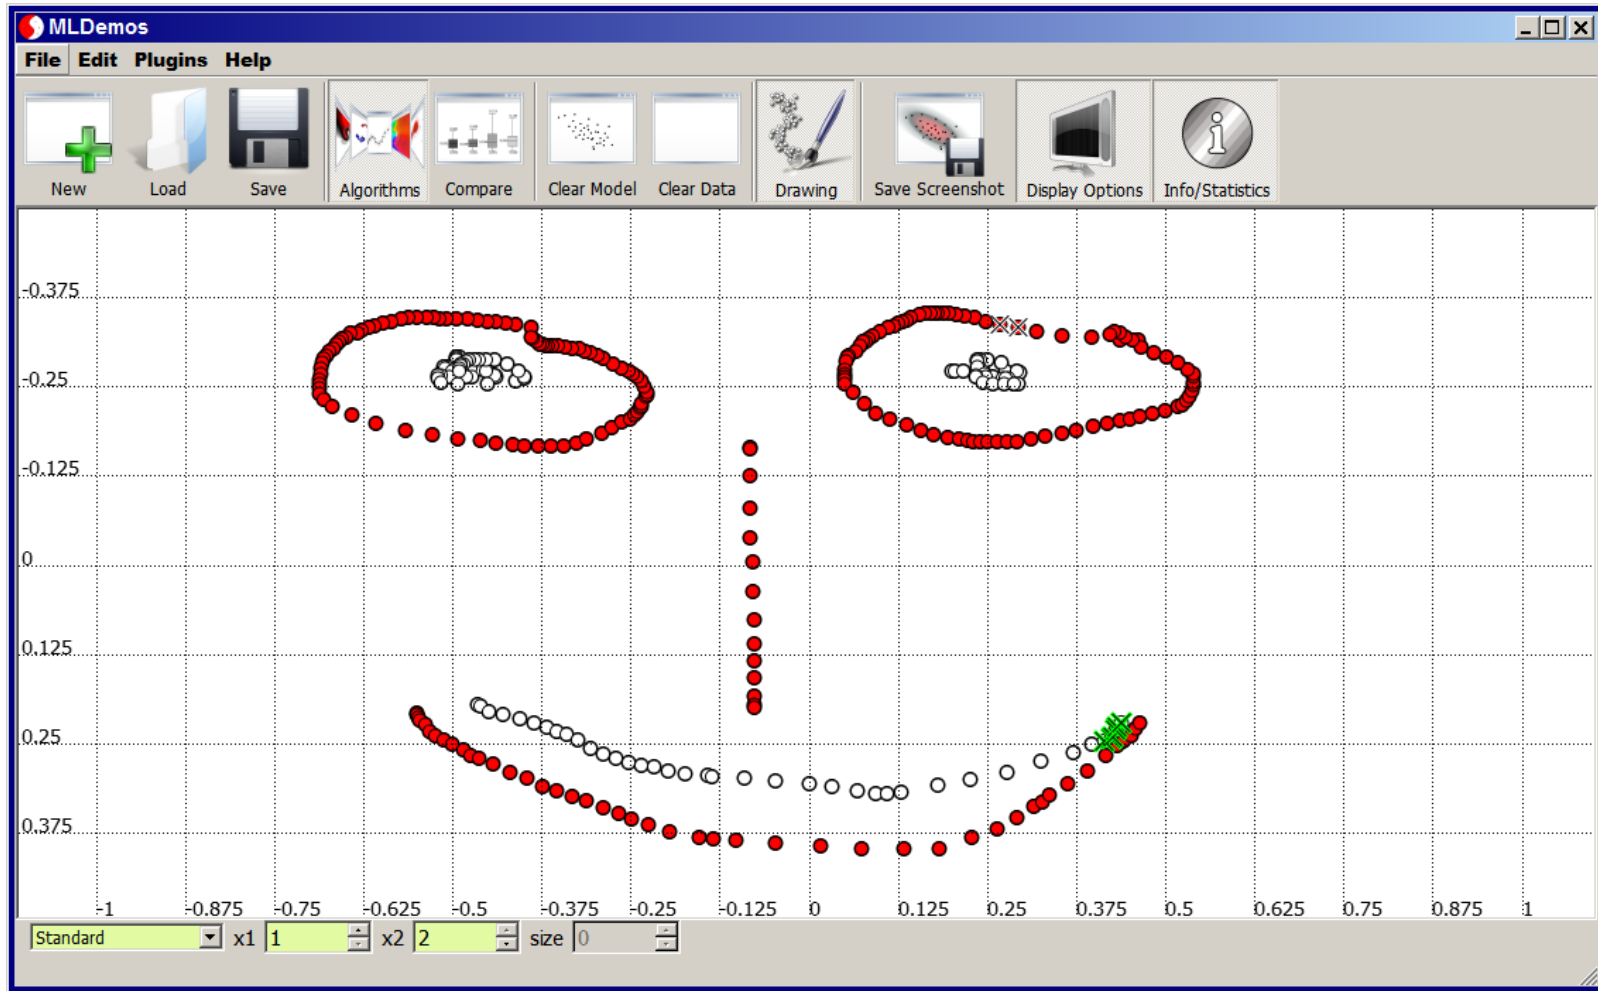 MLDemos
File Edit Plugins Help
New Load Save Algorithms Compare Clear Model Clear Data Drawing Save Screenshot Display Options Info/Statistics
-0.375
-0.25
-0.125
0
0.125
0.25
0.375
-1 -0.875 -0.75 -0.625 -0.5 -0.375 -0.25 -0.125 0 0.125 0.25 0.375 0.5 0.625 0.75 0.875 1
Standard x1 1 x2 2 size 0